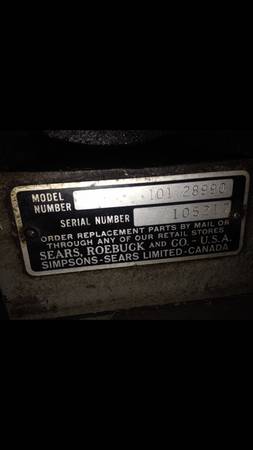 MODEL NUMBER 101 28990
SERIAL NUMBER
ORDER REPLACEMENT PARTS BY MAIL OR
THROUGH ANY OF OUR RETAIL STORES
SEARS, ROEBUCK AND CO. - U.S.A.
SIMPSONS-SEARS LIMITED-CANADA